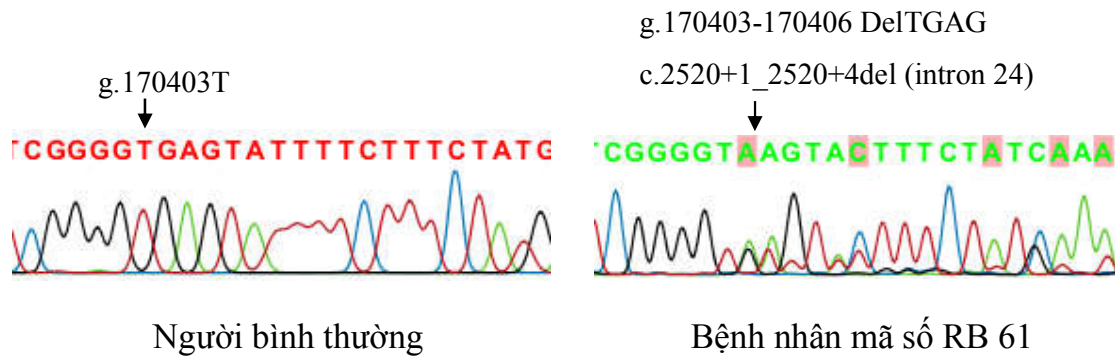 g.170403T
TCGGGGTGAGTATTTTCTTTCTATG
Người bình thường
g.170403-170406 DelTGAG
c.2520+1_2520+4del (intron 24)
TCGGGGTAAGTACTTTCTATCAAA
Bệnh nhân mã số RB 61